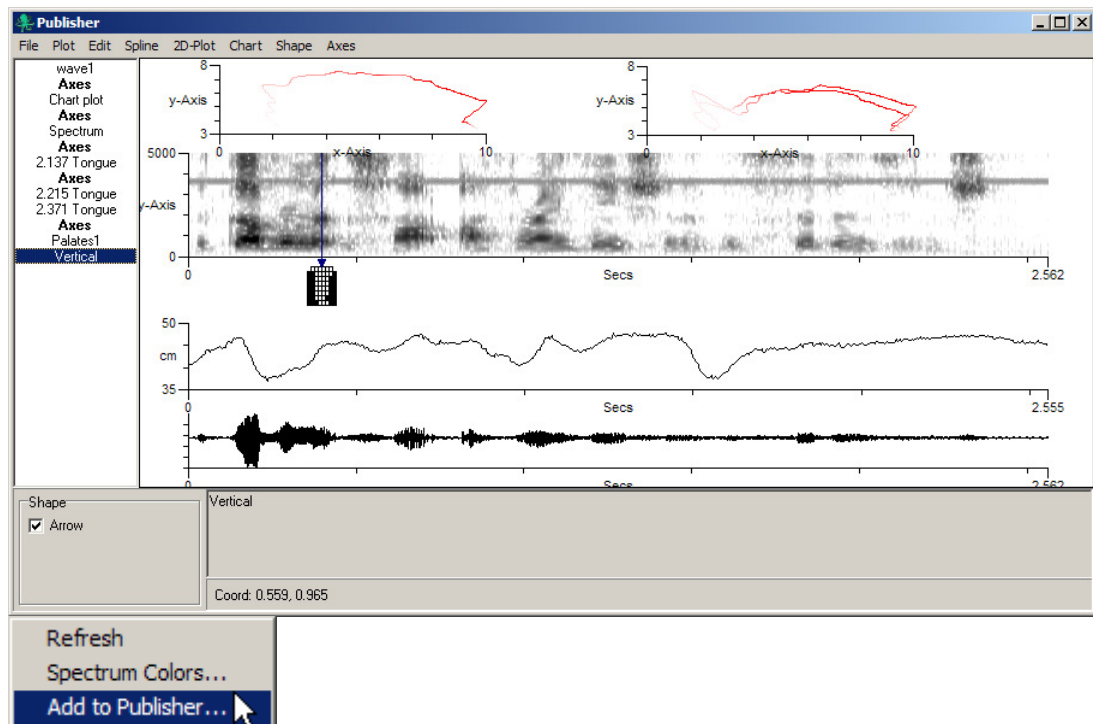 Publisher
File Plot Edit Spline 2D-Plot Chart Shape Axes
wave1
Axes
Chart plot
Axes
Spectrum
Axes
2.137 Tongue
Axes
2.215 Tongue
2.371 Tongue
Axes
Palates1
Vertical
8
y-Axis
3
0 x-Axis 10
8
y-Axis
3
0 x-Axis 10
5000
y-Axis
0
0 Secs 2.562
50
cm
35
0 Secs 2.555
0 Secs 2.562
Shape
Arrow
Vertical
Coord: 0.559, 0.965
Refresh
Spectrum Colors...
Add to Publisher...